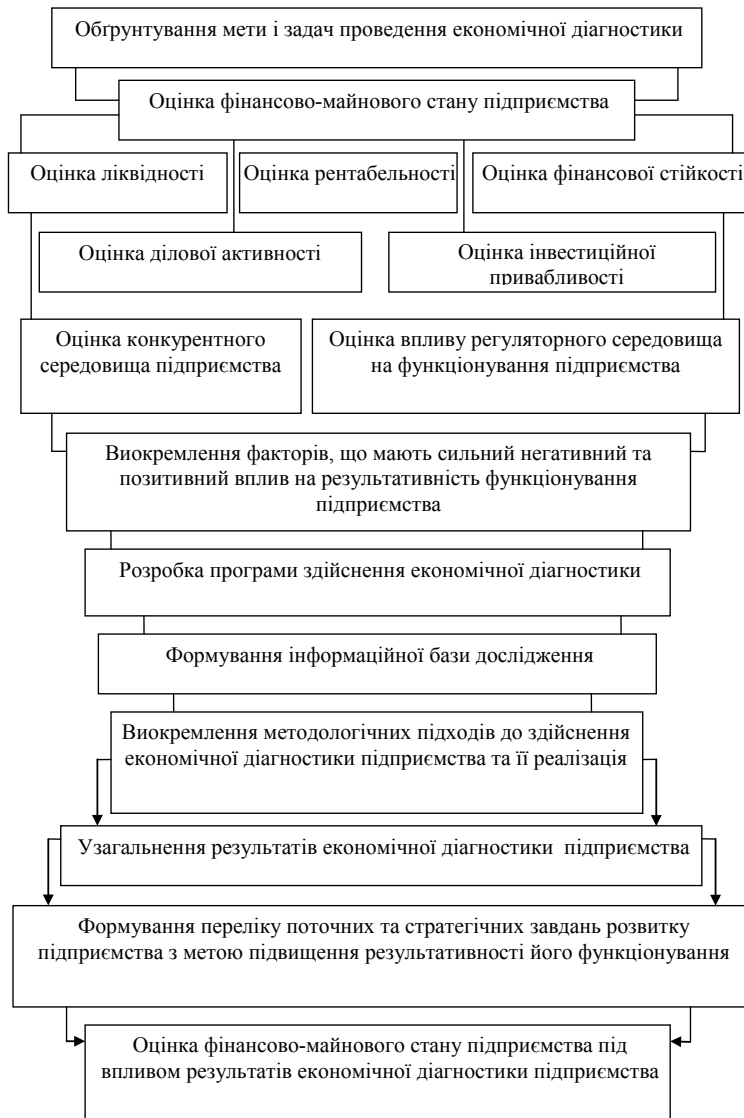 Обґрунтування мети і задач проведення економічної діагностики
Оцінка фінансово-майнового стану підприємства
Оцінка ліквідності
Оцінка рентабельності
Оцінка фінансової стійкості
Оцінка ділової активності
Оцінка інвестиційної
привабливості
Оцінка конкурентного
середовища підприємства
Оцінка впливу регуляторного середовища
на функціонування підприємства
Виокремлення факторів, що мають сильний негативний та
позитивний вплив на результативність функціонування
підприємства
Розробка програми здійснення економічної діагностики
Формування інформаційної бази дослідження
Виокремлення методологічних підходів до здійснення
економічної діагностики підприємства та її реалізація
Узагальнення результатів економічної діагностики підприємства
Формування переліку поточних та стратегічних завдань розвитку
підприємства з метою підвищення результативності його функціонування
Оцінка фінансово-майнового стану підприємства під
впливом результатів економічної діагностики підприємства